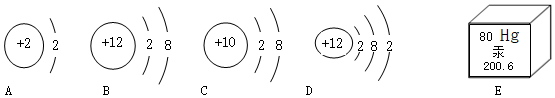 +2 2
+12 2 8
+10 2 8
+12 2 8 2
80 Hg
汞
200.6
A B C D E